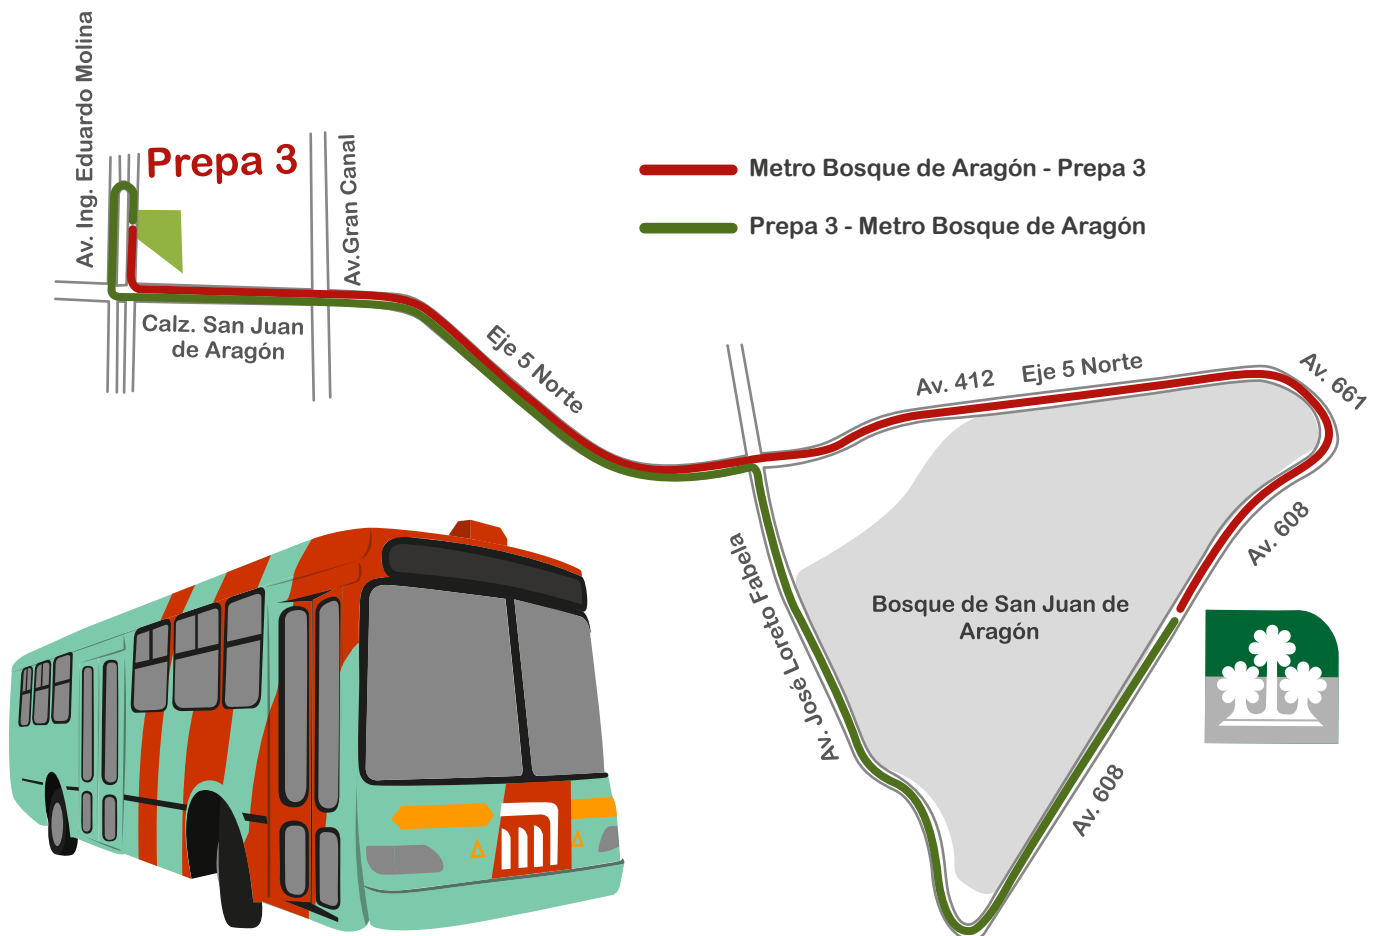 Av. Ing. Eduardo Molina
Prepa 3
Av.Gran Canal
Metro Bosque de Aragón - Prepa 3
Prepa 3 - Metro Bosque de Aragón
Calz. San Juan
de Aragón
Eje 5 Norte
Av. 412
Eje 5 Norte
Av. 661
Av. 608
Av. José Loreto Fabela
Bosque de San Juan de
Aragón
Av. 608